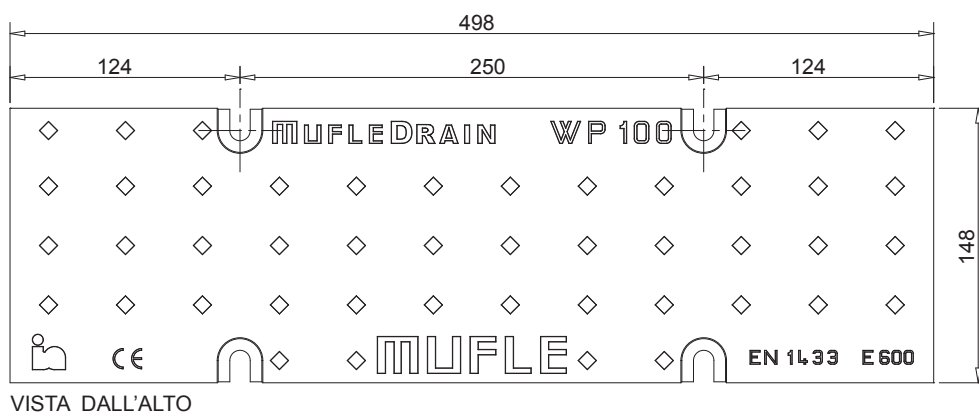 498
124 250 124
MUFLEDRAIN WP 100
148
CE MUFLE EN 1433 E600
VISTA DALL'ALTO